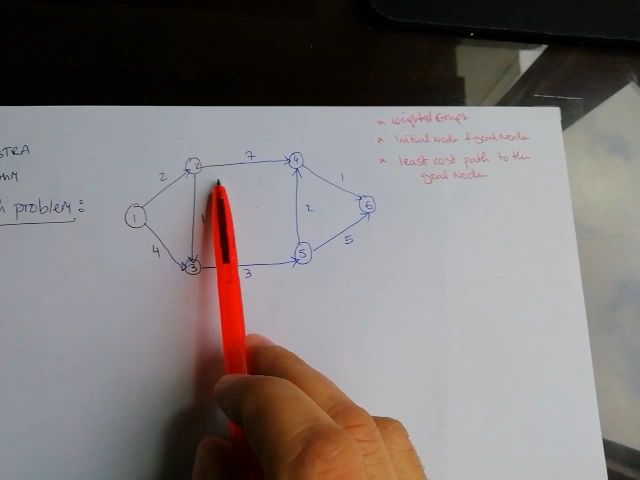 STRA
THM
h problem :
* weighted Graph
* initial Node & goal Node
* least cost path to the
goal Node
2
7
4
1
2
1
6
1
4
2
5
5
3
3